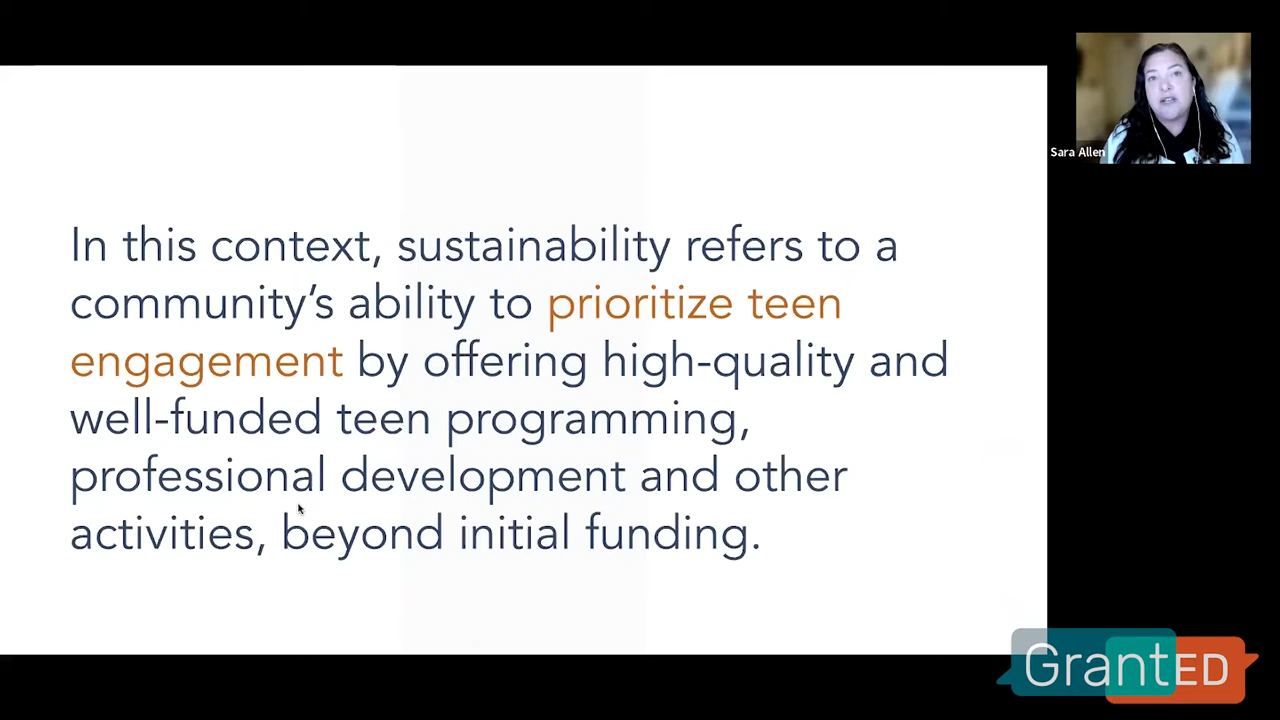 Sara Allen
In this context, sustainability refers to a
community’s ability to prioritize teen
engagement by offering high-quality and
well-funded teen programming,
professional development and other
activities, beyond initial funding.
GrantED